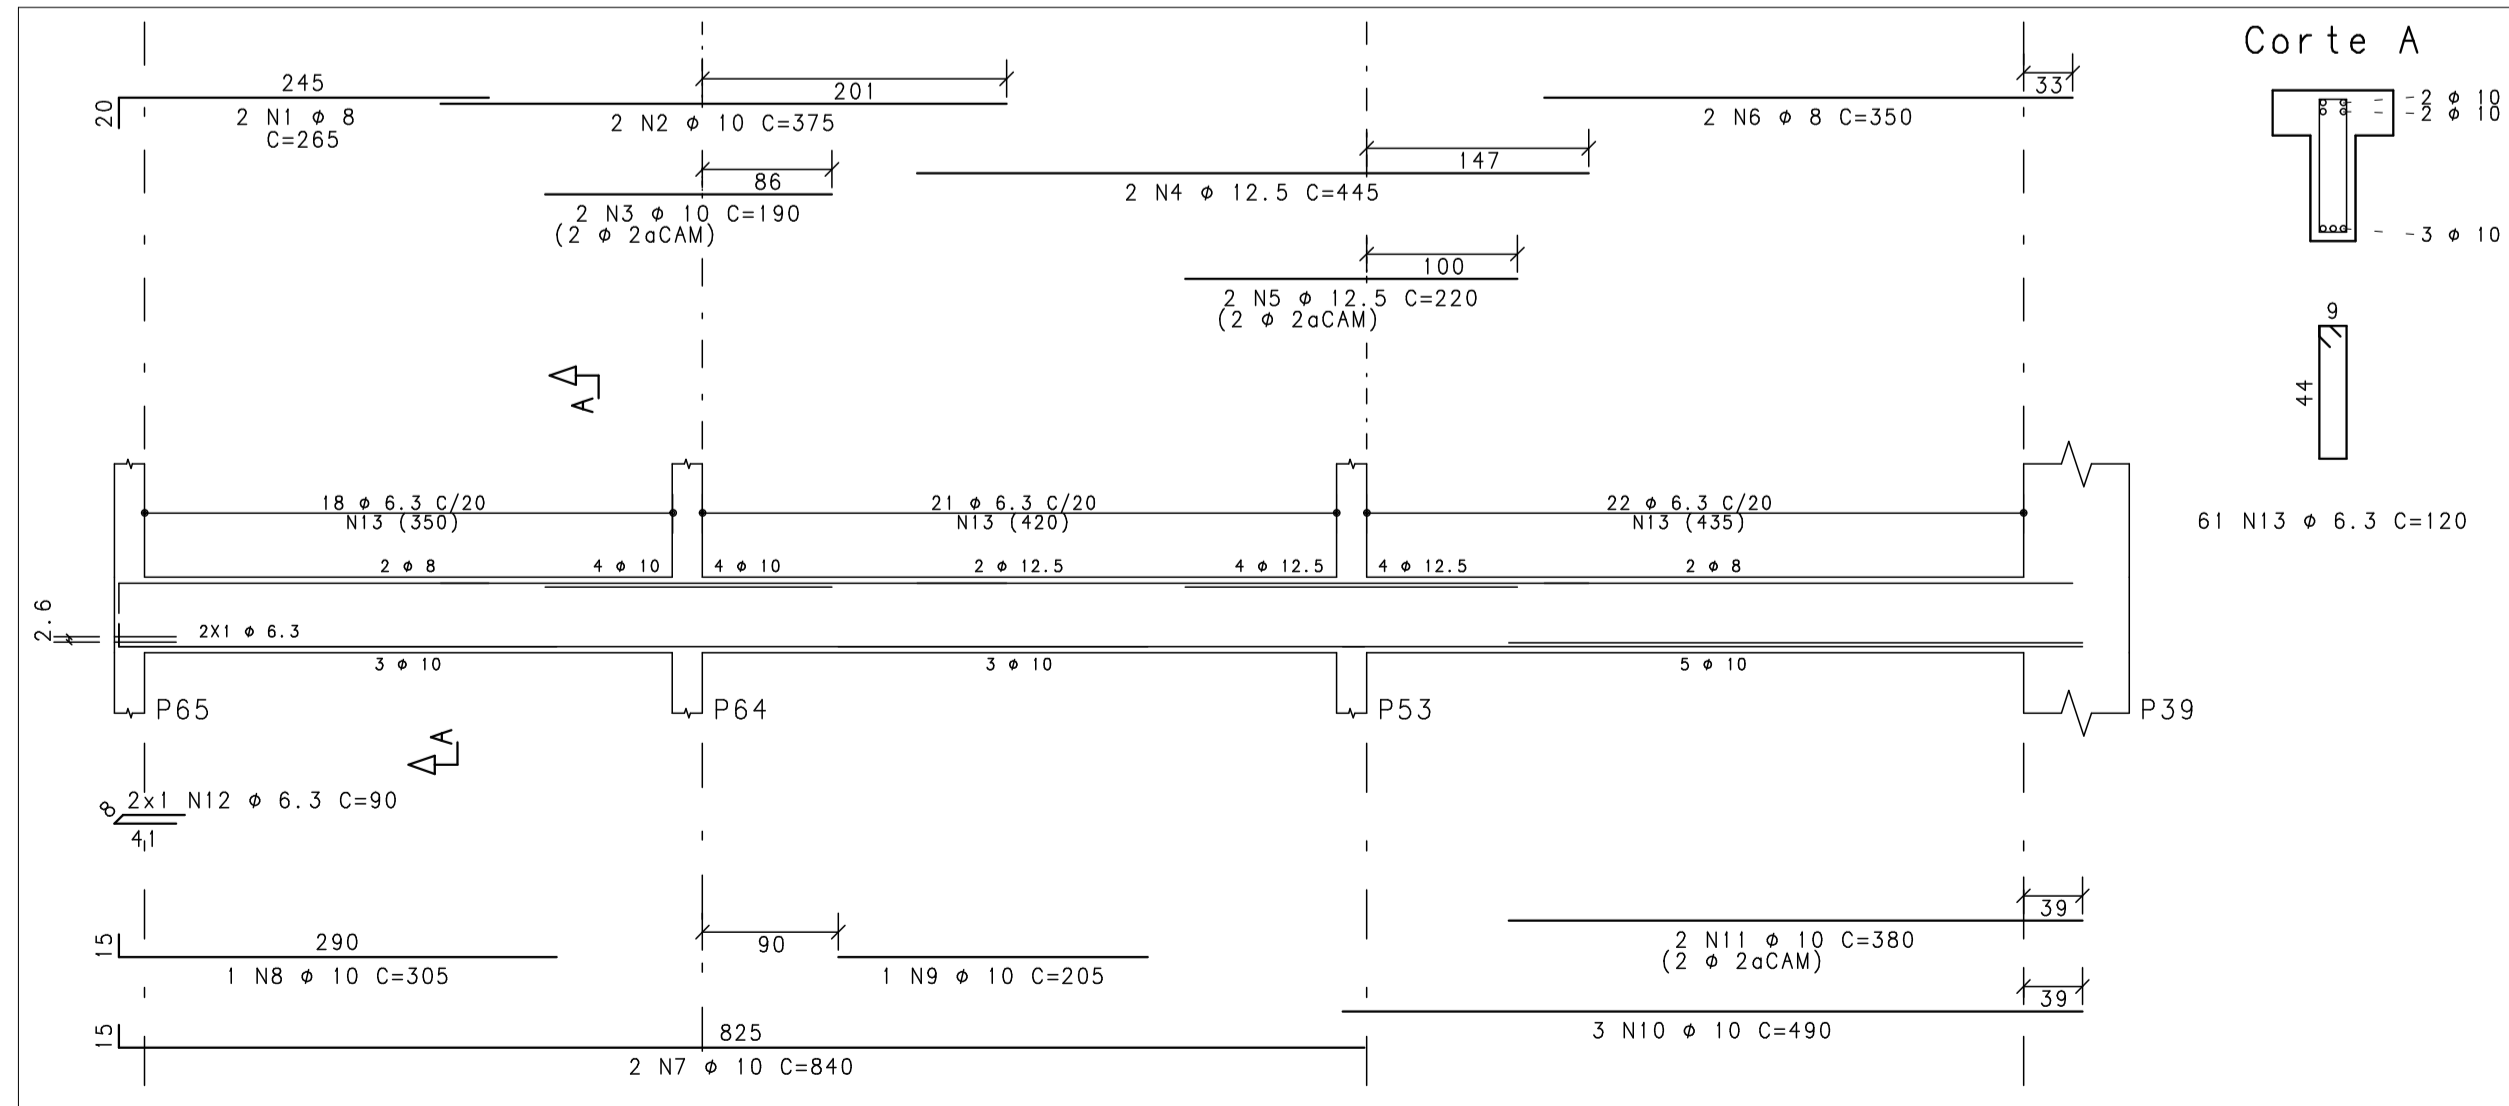 Corte A
245
20
2 N1 φ 8
C=265
201
2 N2 φ 10 C=375
86
2 N3 φ 10 C=190
(2 φ 2aCAM)
147
2 N4 φ 12.5 C=445
100
2 N5 φ 12.5 C=220
(2 φ 2aCAM)
33
2 N6 φ 8 C=350
-2 φ 10
-2 φ 10
-3 φ 10
9
44
61 N13 φ 6.3 C=120
A
18 φ 6.3 C/20
N13 (350)
21 φ 6.3 C/20
N13 (420)
22 φ 6.3 C/20
N13 (435)
2 φ 8
4 φ 10
4 φ 10
2 φ 12.5
4 φ 12.5
4 φ 12.5
2 φ 8
2.6
2X1 φ 6.3
3 φ 10
3 φ 10
5 φ 10
P65
P64
P53
P39
A
8
2x1 N12 φ 6.3 C=90
41
15
290
1 N8 φ 10 C=305
90
1 N9 φ 10 C=205
39
2 N11 φ 10 C=380
(2 φ 2aCAM)
39
3 N10 φ 10 C=490
15
825
2 N7 φ 10 C=840